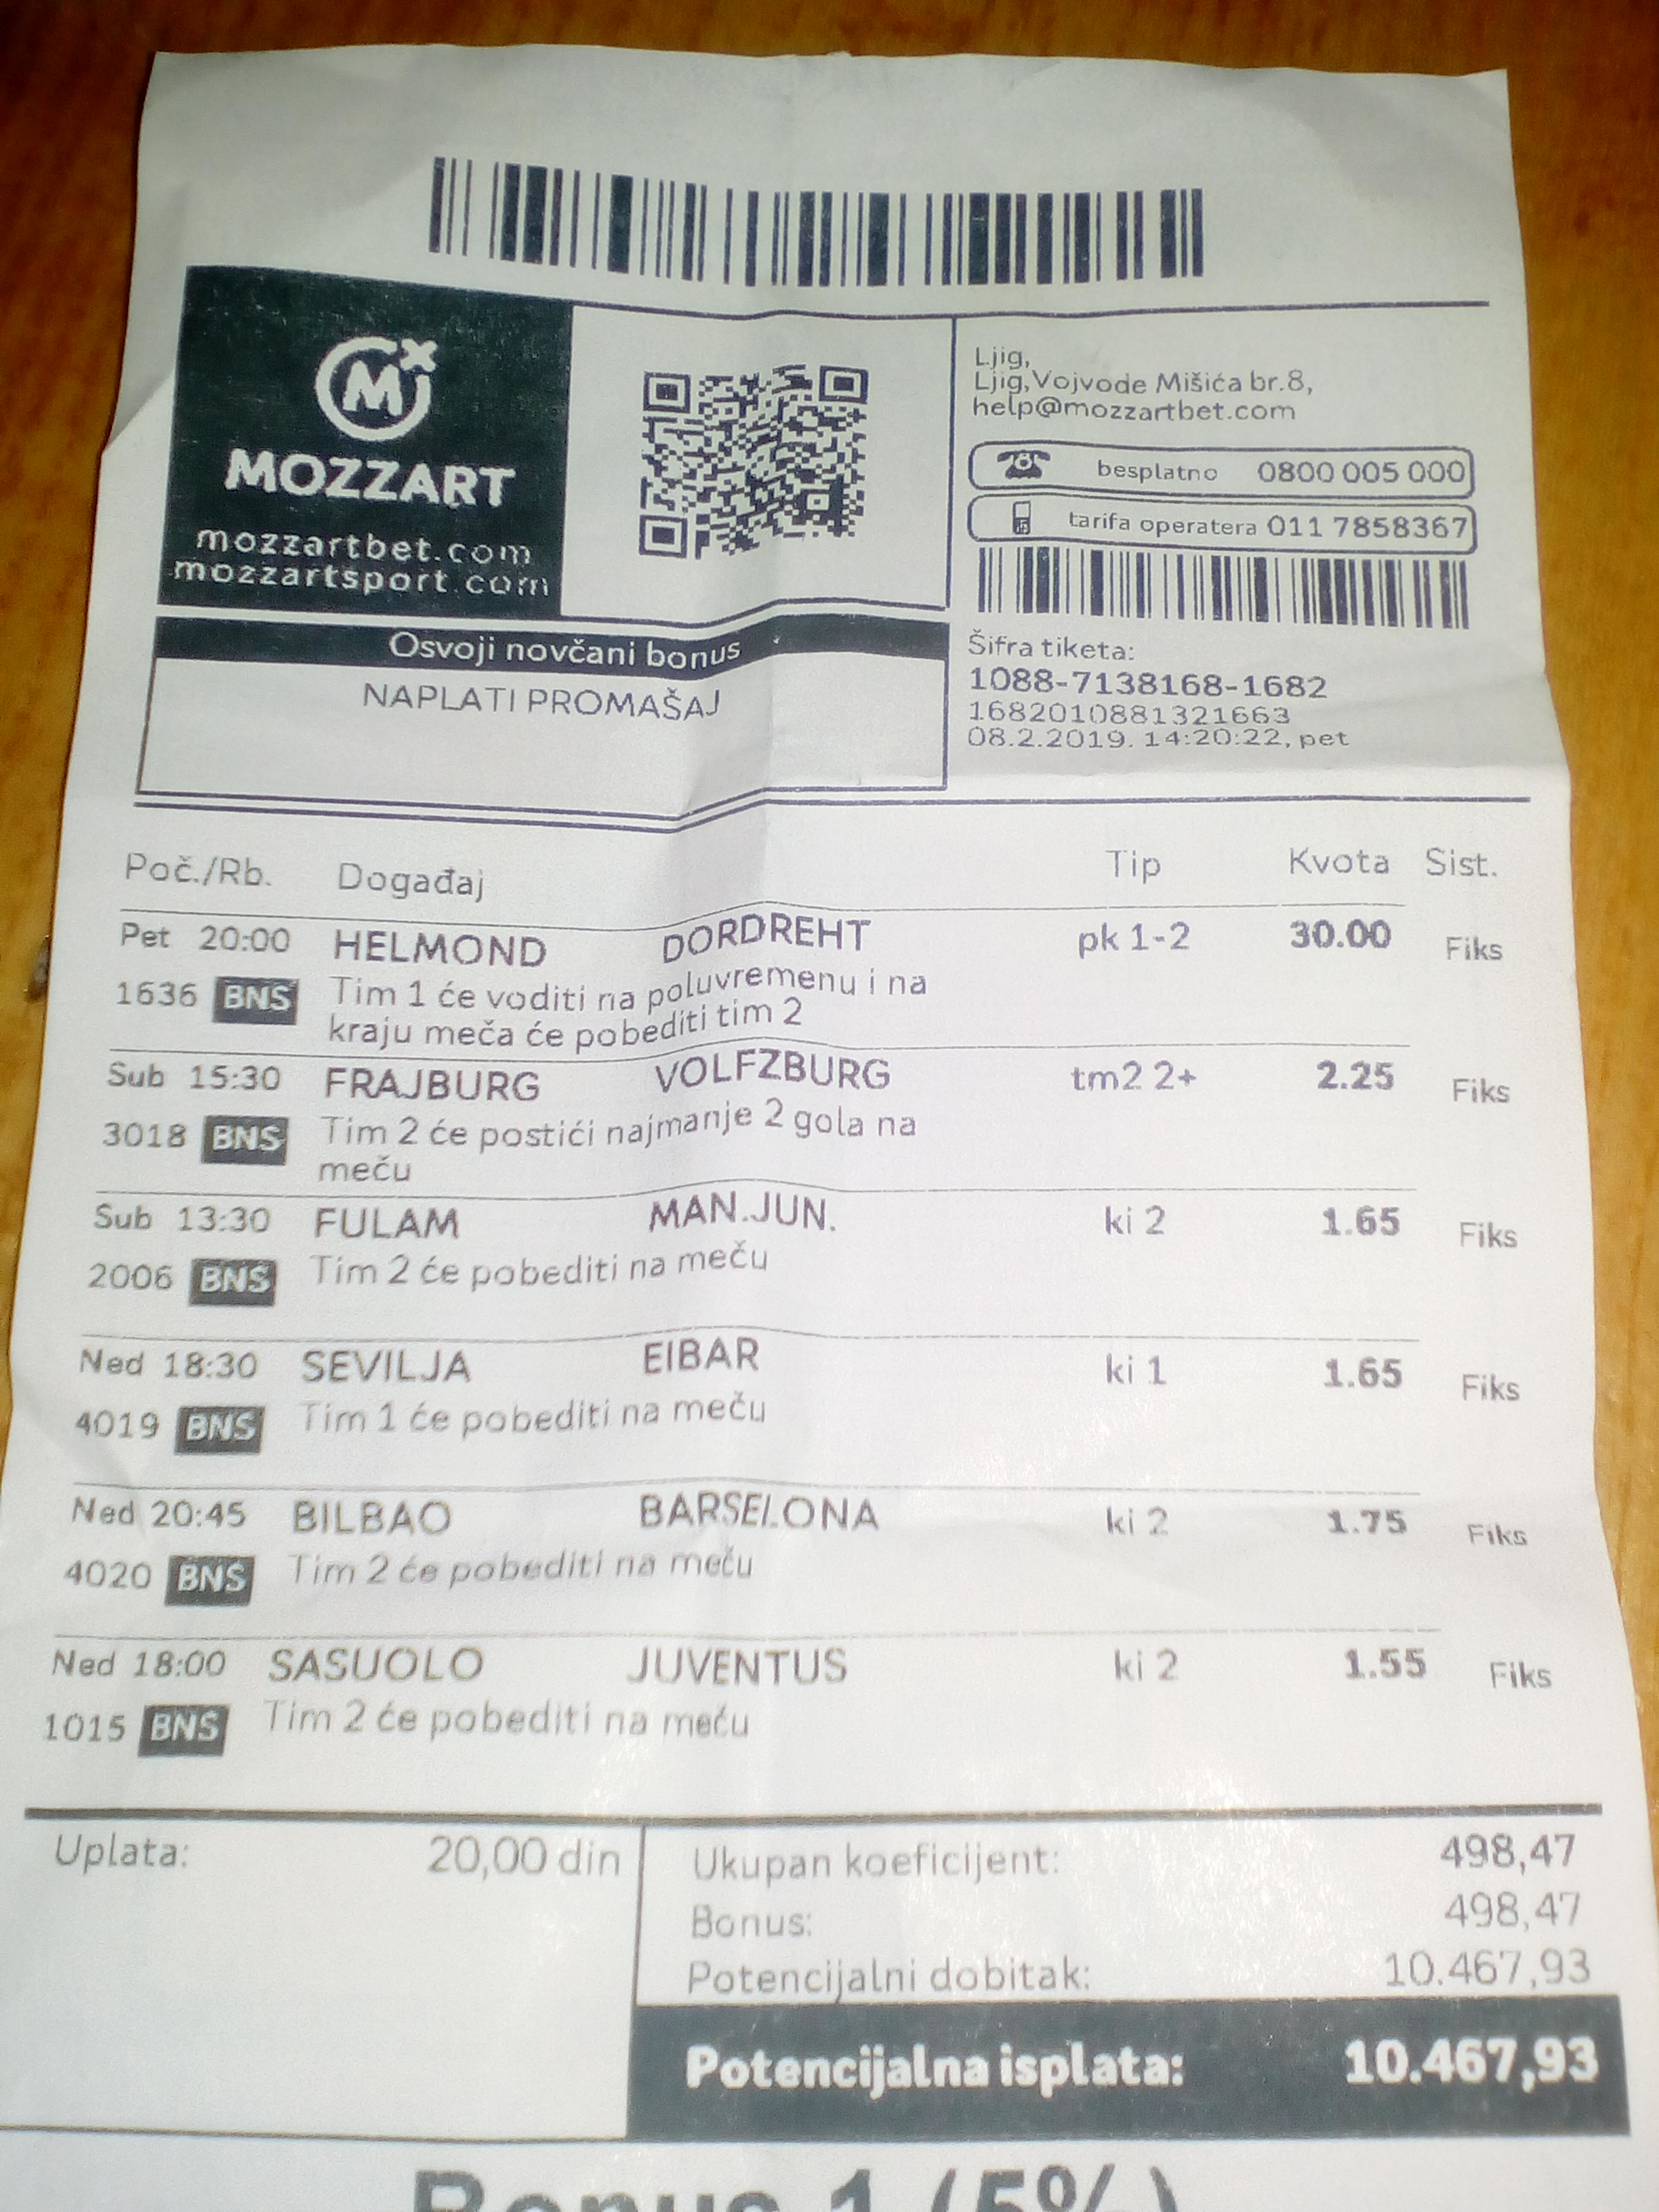 MOZZART
mozzartbet.com
mozzartsport.com
Ljig,
Ljig,Vojvode Mišića br.8,
help@mozzartbet.com
besplatno 0800 005 000
tarifa operatera 011 7858367
Osvoji novčani bonus
NAPLATI PROMAŠAJ
Šifra tiketa:
1088-7138168-1682
1682010881321663
08.2.2019. 14:20:22, pet
Poč./Rb. Događaj Tip Kvota Sist.
Pet 20:00 HELMOND DORDREHT pk 1-2 30.00 Fiks
1636 BNS Tim 1 će voditi na poluvremenu i na
kraju meča će pobediti tim 2
Sub 15:30 FRAJBURG VOLFZBURG tm2 2+ 2.25 Fiks
3018 BNS Tim 2 će postići najmanje 2 gola na
meču
Sub 13:30 FULAM MAN.JUN. ki 2 1.65 Fiks
2006 BNS Tim 2 će pobediti na meču
Ned 18:30 SEVILJA EIBAR ki 1 1.65 Fiks
4019 BNS Tim 1 će pobediti na meču
Ned 20:45 BILBAO BARSELONA ki 2 1.75 Fiks
4020 BNS Tim 2 će pobediti na meču
Ned 18:00 SASUOLO JUVENTUS ki 2 1.55 Fiks
1015 BNS Tim 2 će pobediti na meču
Uplata: 20,00 din
Ukupan koeficijent: 498,47
Bonus: 498,47
Potencijalni dobitak: 10.467,93
Potencijalna isplata: 10.467,93
Bonus 1 (5%)